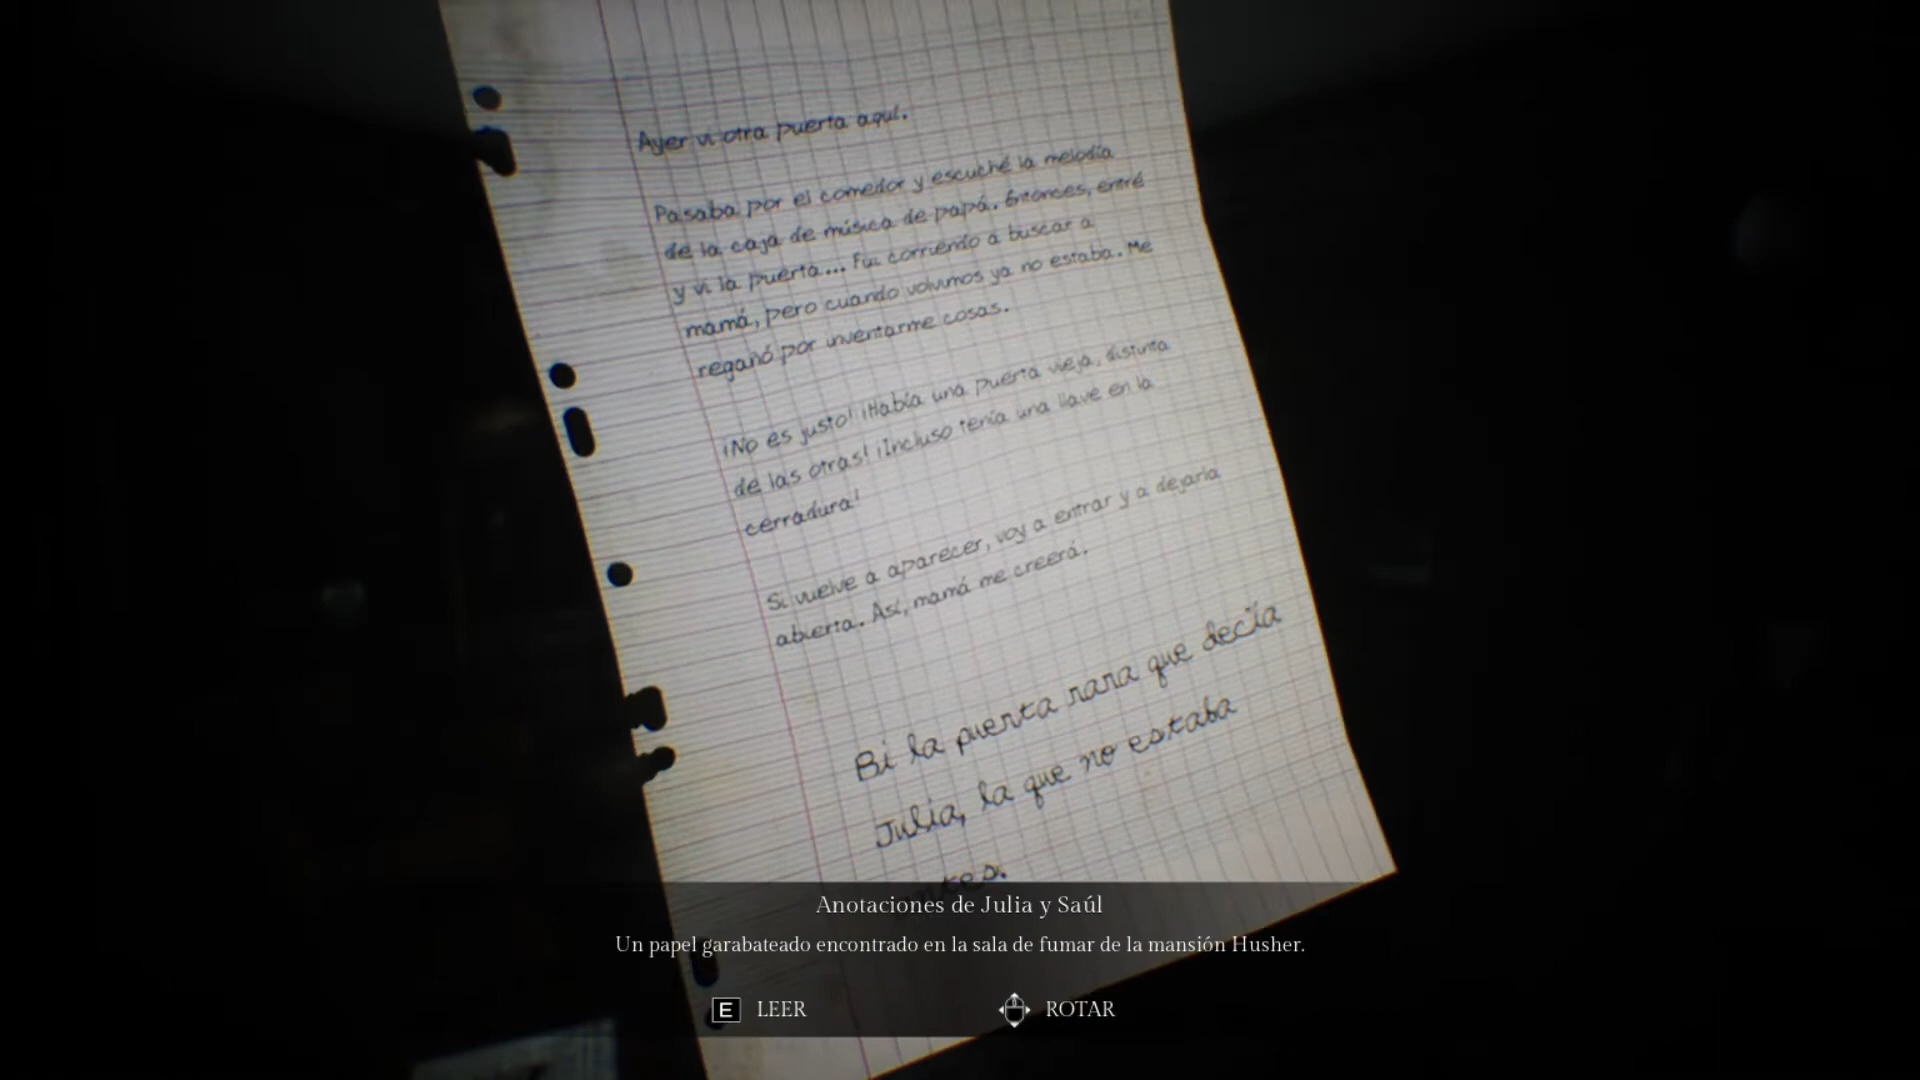 Ayer vi otra puerta aquí.
Pasaba por el comedor y escuché la melodía
de la caja de música de papá. Entonces, entré
y vi la puerta... Fui corriendo a buscar a
mamá, pero cuando volvimos ya no estaba. Me
regañó por inventarme cosas.
¡No es justo! ¡Había una puerta vieja, distinta
de las otras! ¡Incluso tenía una llave en la
cerradura!
Si vuelve a aparecer, voy a entrar y a dejarla
abierta. Así, mamá me creerá.
Bi la puerta rara que decía
Julia, la que no estaba
antes.
Anotaciones de Julia y Saúl
Un papel garabateado encontrado en la sala de fumar de la mansión Husher.
E LEER
ROTAR